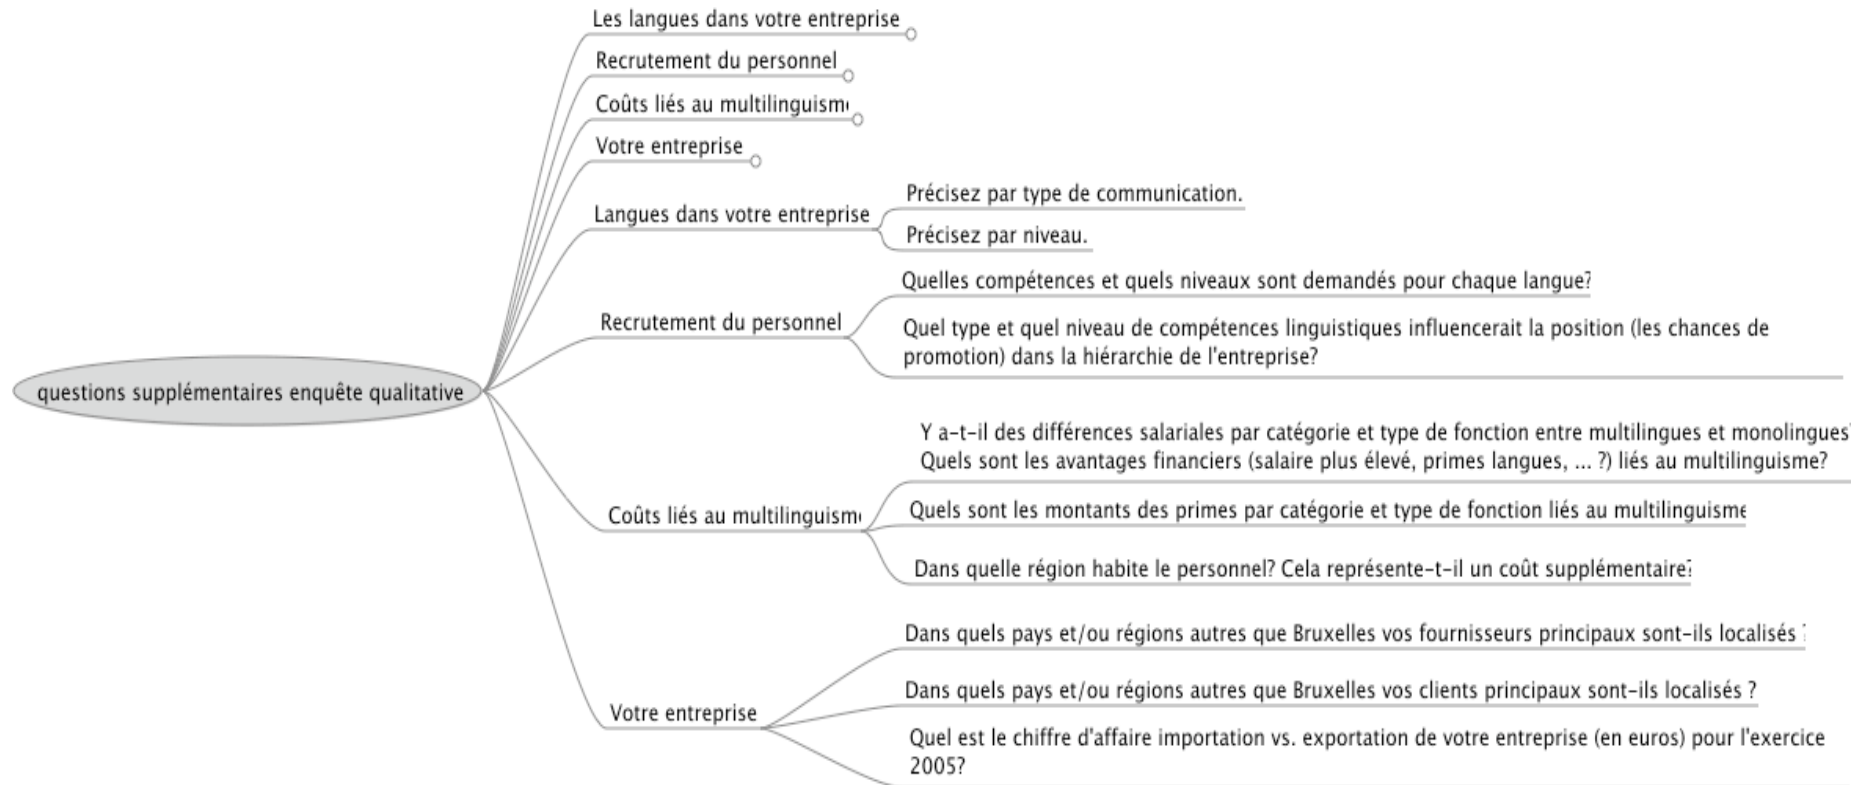 Les langues dans votre entreprise
Recrutement du personnel
Coûts liés au multilinguisme
Votre entreprise
Langues dans votre entreprise
Précisez par type de communication.
Précisez par niveau.
Recrutement du personnel
Quelles compétences et quels niveaux sont demandés pour chaque langue?
Quel type et quel niveau de compétences linguistiques influencerait la position (les chances de
promotion) dans la hiérarchie de l'entreprise?
questions supplémentaires enquête qualitative
Coûts liés au multilinguisme
Y a-t-il des différences salariales par catégorie et type de fonction entre multilingues et monolingues?
Quels sont les avantages financiers (salaire plus élevé, primes langues, ... ?) liés au multilinguisme?
Quels sont les montants des primes par catégorie et type de fonction liés au multilinguisme
Dans quelle région habite le personnel? Cela représente-t-il un coût supplémentaire?
Votre entreprise
Dans quels pays et/ou régions autres que Bruxelles vos fournisseurs principaux sont-ils localisés ?
Dans quels pays et/ou régions autres que Bruxelles vos clients principaux sont-ils localisés ?
Quel est le chiffre d'affaire importation vs. exportation de votre entreprise (en euros) pour l'exercice
2005?